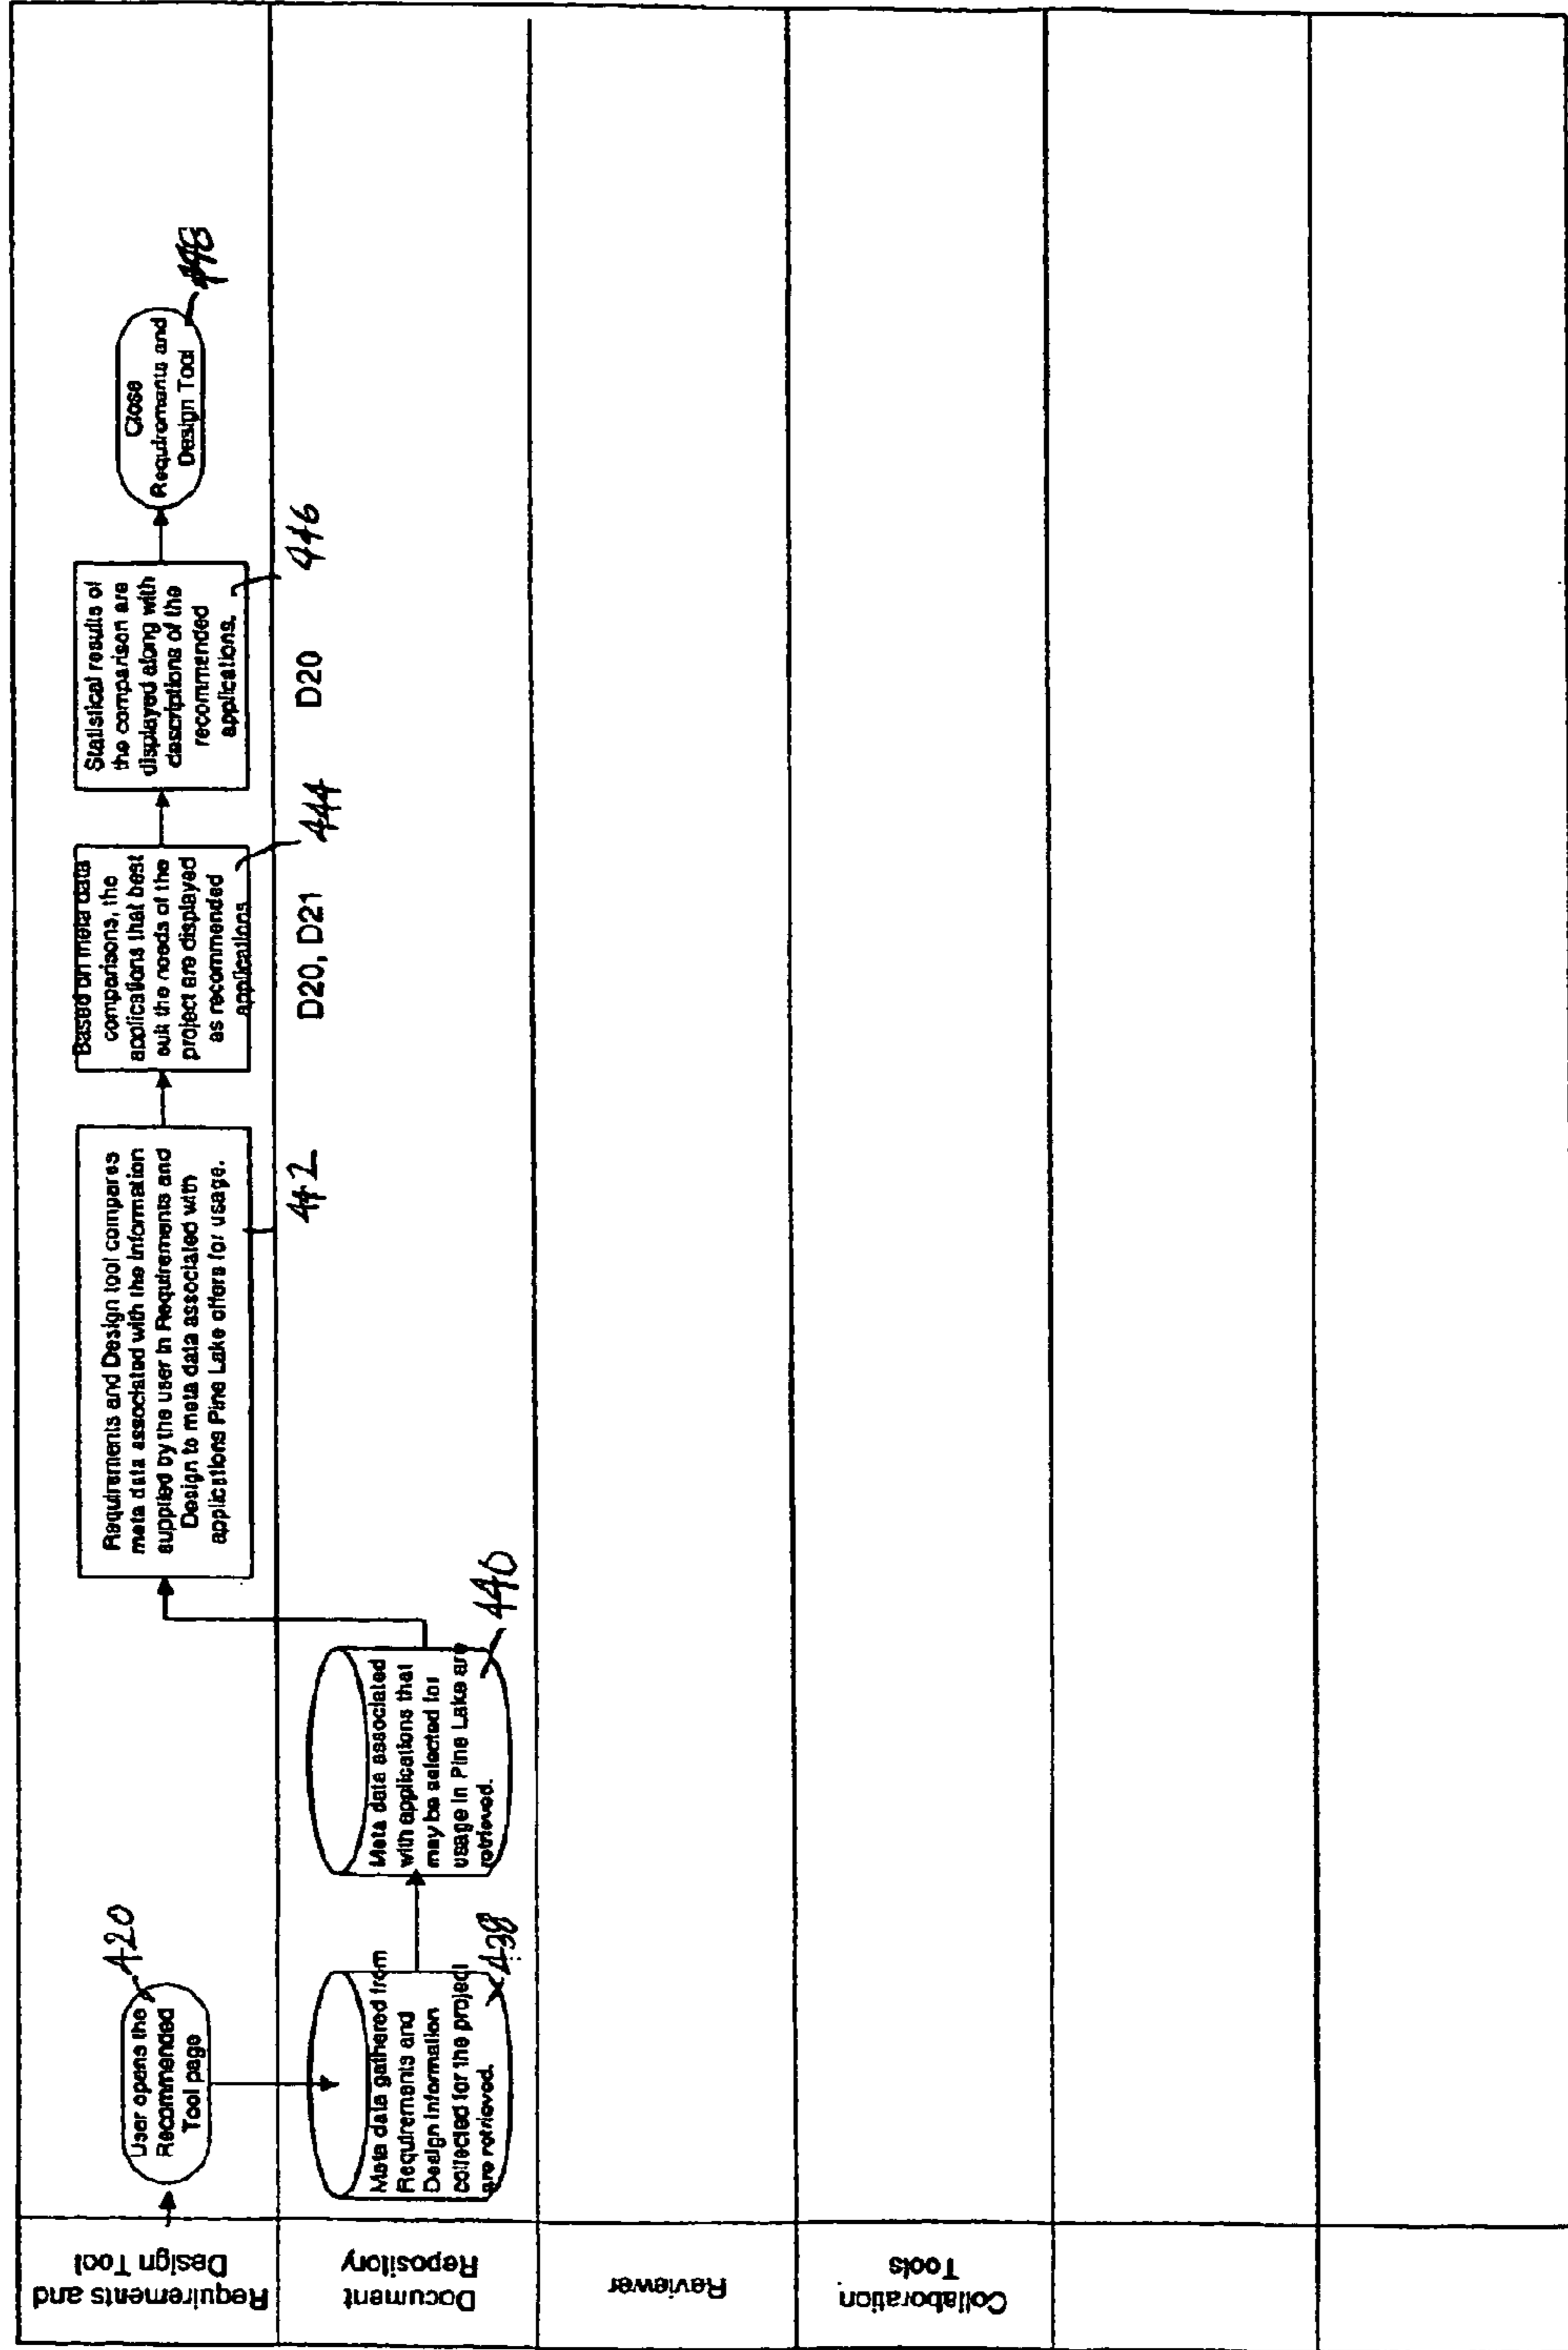 Requirements and
Design Tool
Document
Repository
Reviewer
Collaboration
Tools
User opens the
Recommended
Tool page
420
Meta data gathered from
Requirements and
Design Information
collected for the project
are retrieved.
438
Meta data associated
with applications that
may be selected for
usage in Pine Lake are
retrieved.
440
Requirements and Design tool compares
meta data associated with the information
supplied by the user in Requirements and
Design to meta data associated with
applications Pine Lake offers for usage.
442
Based on meta data
comparisons, the
applications that best
suit the needs of the
project are displayed
as recommended
applications
444
D20, D21
Statistical results of
the comparison are
displayed along with
descriptions of the
recommended
applications.
446
D20
Close
Requirements and
Design Tool